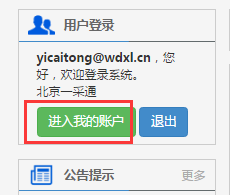 用户登录
yicaitong@wdxl.cn，您
好，欢迎登录系统。
北京一采通
进入我的账户 退出
公告提示 更多